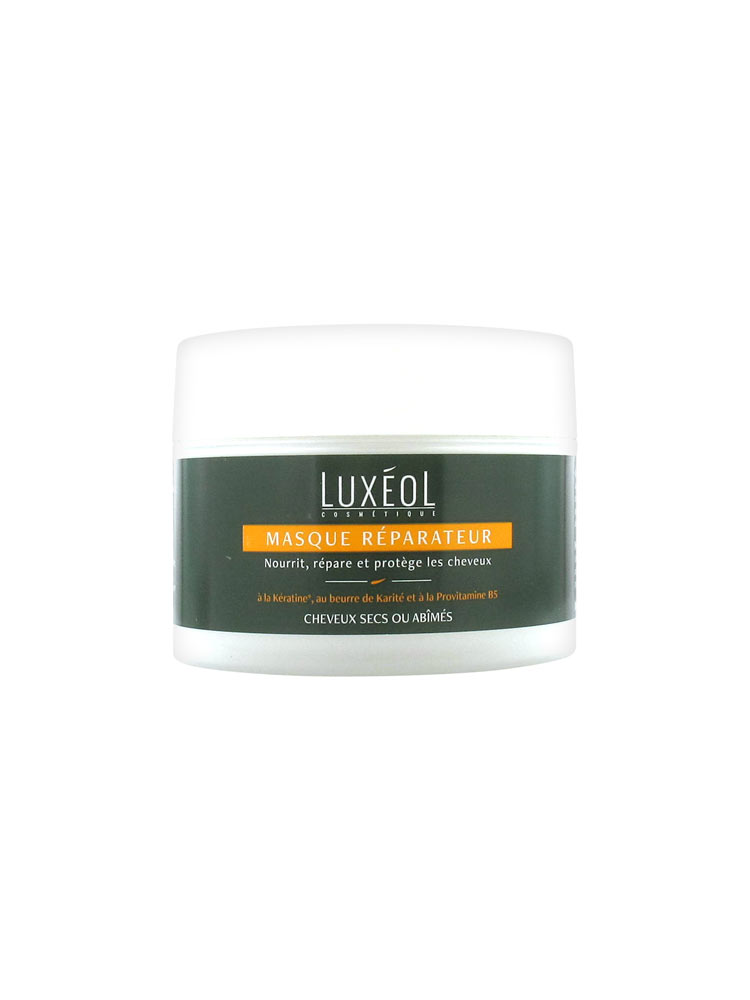 LUXÉOL
COSMÉTIQUE
MASQUE RÉPARATEUR
Nourrit, répare et protège les cheveux
à la Kératine*, au beurre de Karité et à la Provitamine B5
CHEVEUX SECS OU ABÎMÉS